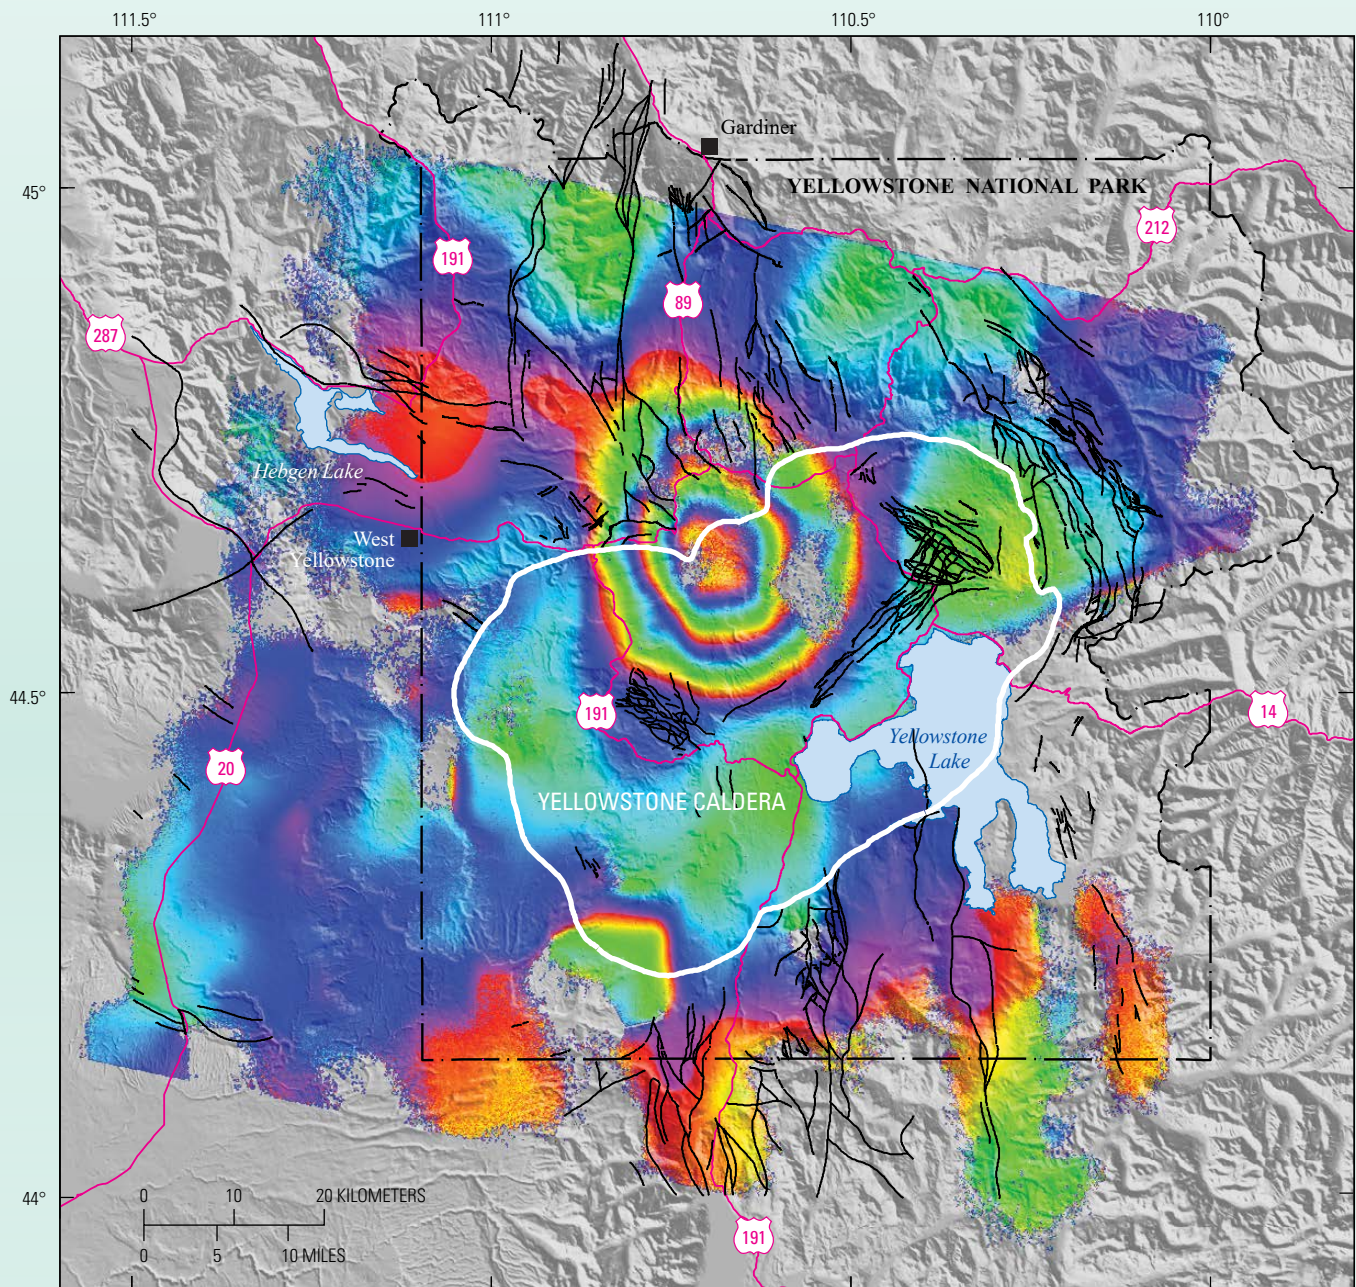 111.5°
111°
110.5°
110°
Gardiner
45°
YELLOWSTONE NATIONAL PARK
212
191
89
287
Hebgen Lake
West
Yellowstone
44.5°
191
14
Yellowstone
Lake
20
YELLOWSTONE CALDERA
44°
0 10 20 KILOMETERS
0 5 10 MILES
191